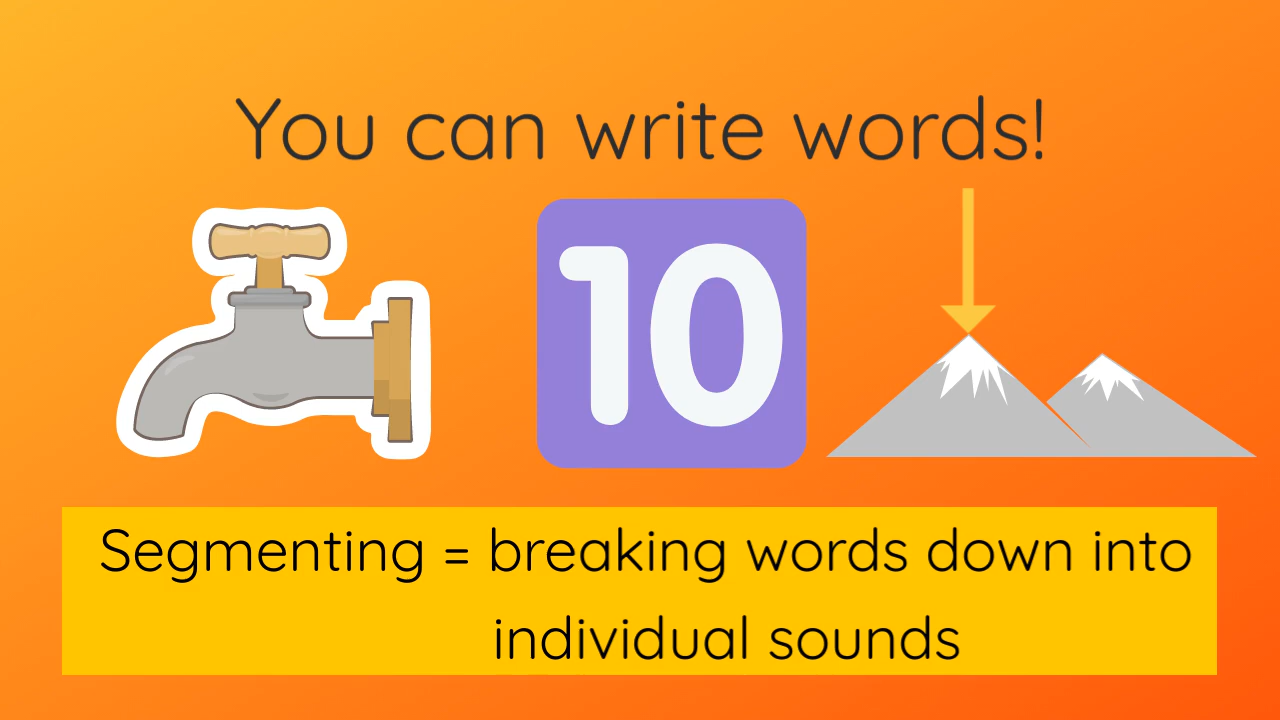 You can write words!
10
Segmenting = breaking words down into
individual sounds